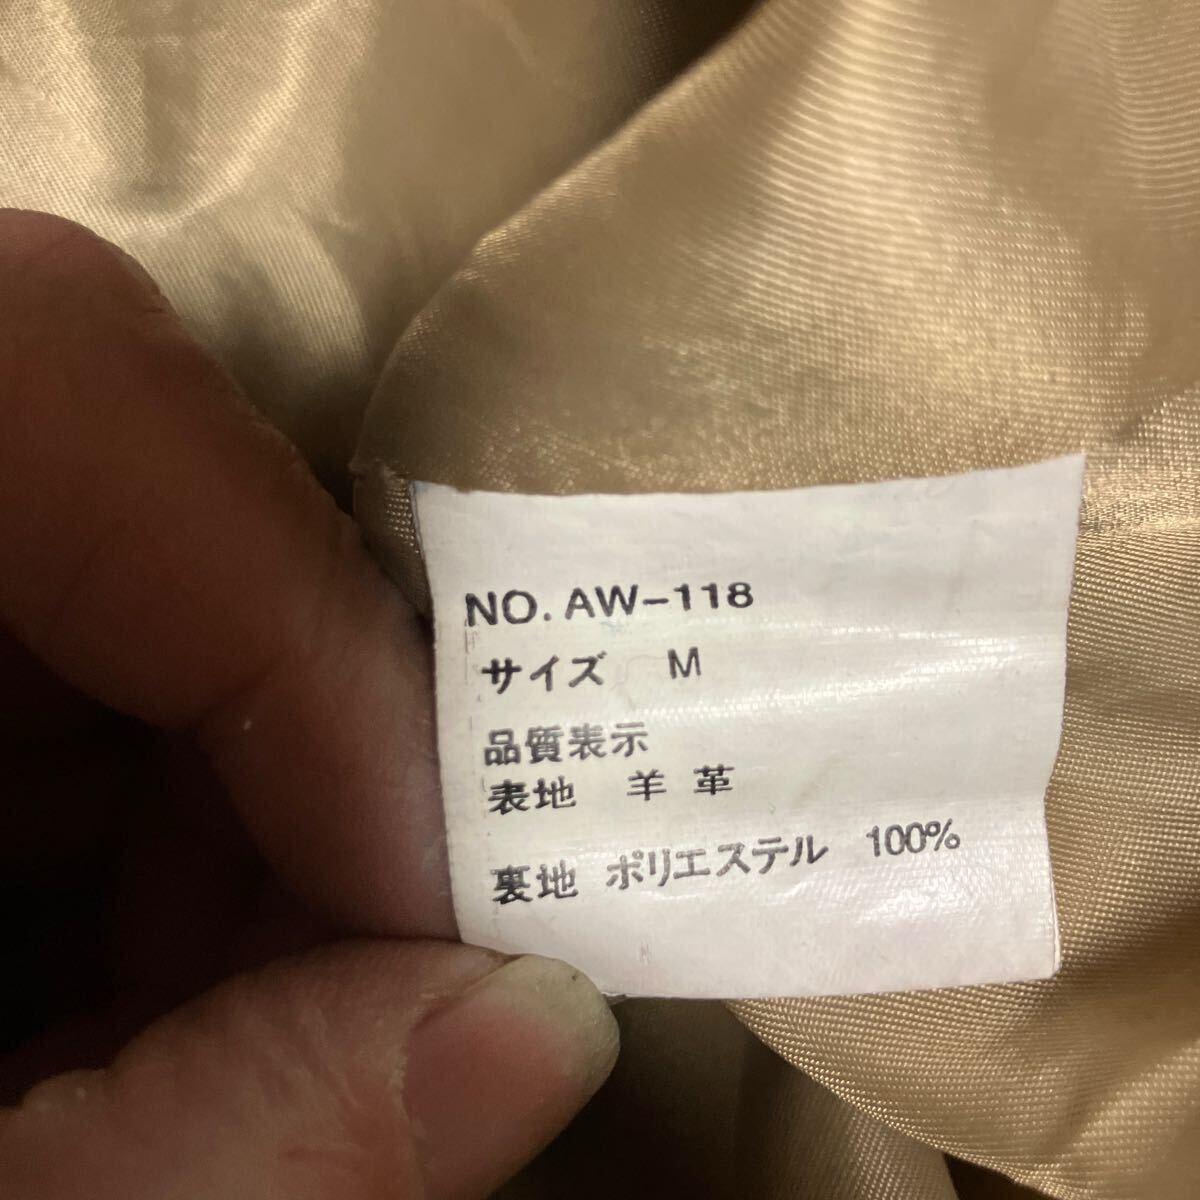 NO. AW-118
サイズ M
品質表示
表地 羊革
裏地 ポリエステル 100%